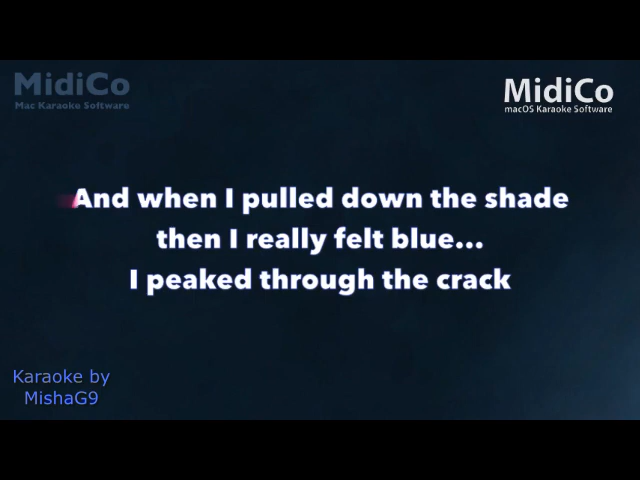 MidiCo
Mac Karaoke Software
MidiCo
macOS Karaoke Software
And when I pulled down the shade
then I really felt blue...
I peaked through the crack
Karaoke by
MishaG9